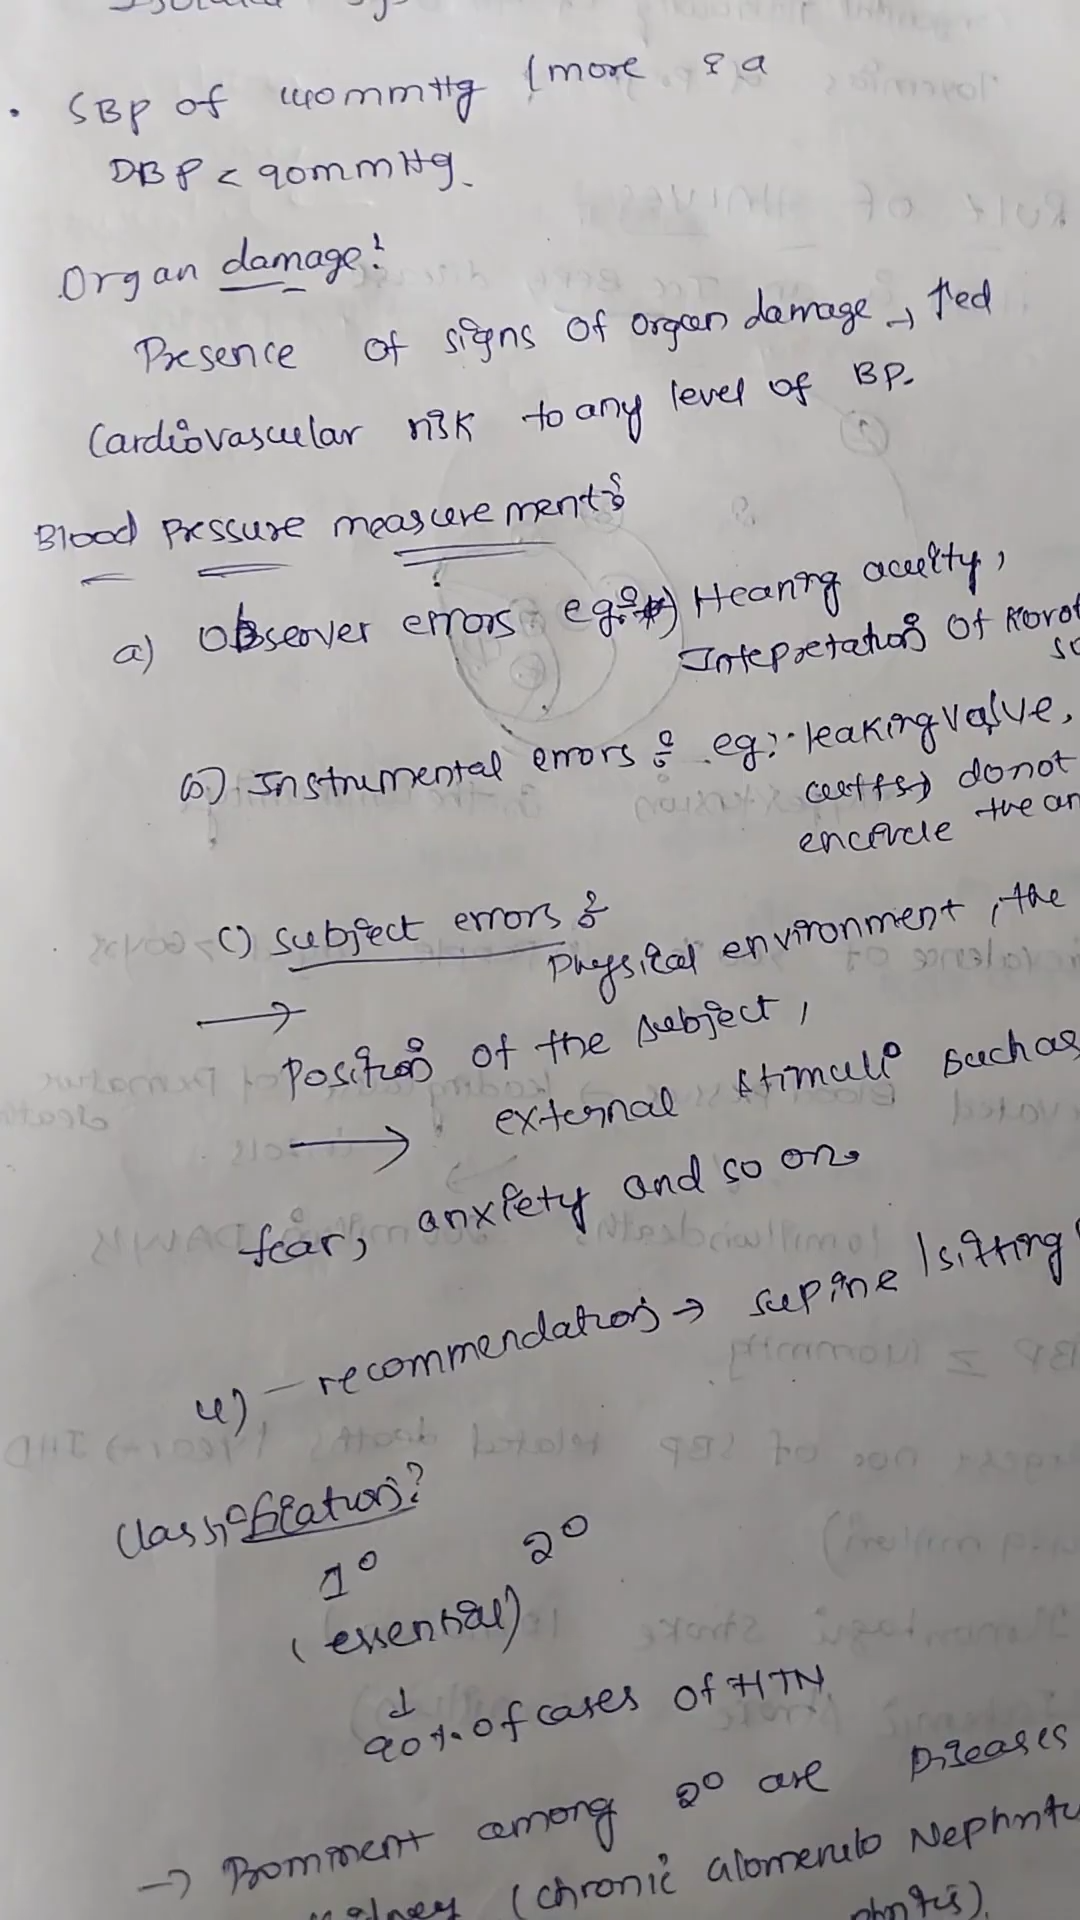 • SBP of 140mmHg / more & a
DBP < 90mmHg.
Organ damage:
Presence of signs of organ damage → ↑ed
Cardiovascular risk to any level of BP.
Blood Pressure measurement:
a) Observer errors eg: Hearing acuity,
Intepretation of Korot
b) Instrumental errors: eg:- leaking valve,
cuffs) do not
encircle the
c) Subject errors:
Physical environment, the
→ Position of the subject,
→ external stimuli such as
fear, anxiety and so on.
4) – recommendation → supine / sitting
Classification:
1° 2°
(essential)
↓
90% of cases of HTN
→ Prominent among 2° are Diseases
(chronic Glomerulo Nephritis